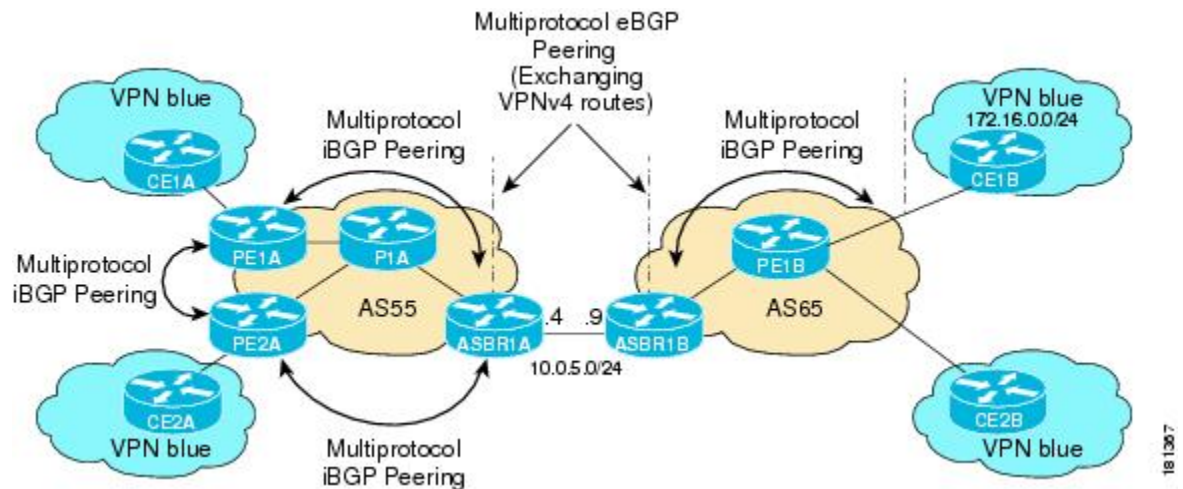 Multiprotocol eBGP
Peering
(Exchanging
VPNv4 routes)
VPN blue
CE1A
Multiprotocol
iBGP Peering
Multiprotocol
iBGP Peering
VPN blue
172.16.0.0/24
CE1B
PE1A
P1A
PE1B
Multiprotocol
iBGP Peering
AS55
AS65
PE2A
ASBR1A
.4
.9
ASBR1B
10.0.5.0/24
CE2A
VPN blue
CE2B
VPN blue
Multiprotocol
iBGP Peering
181367